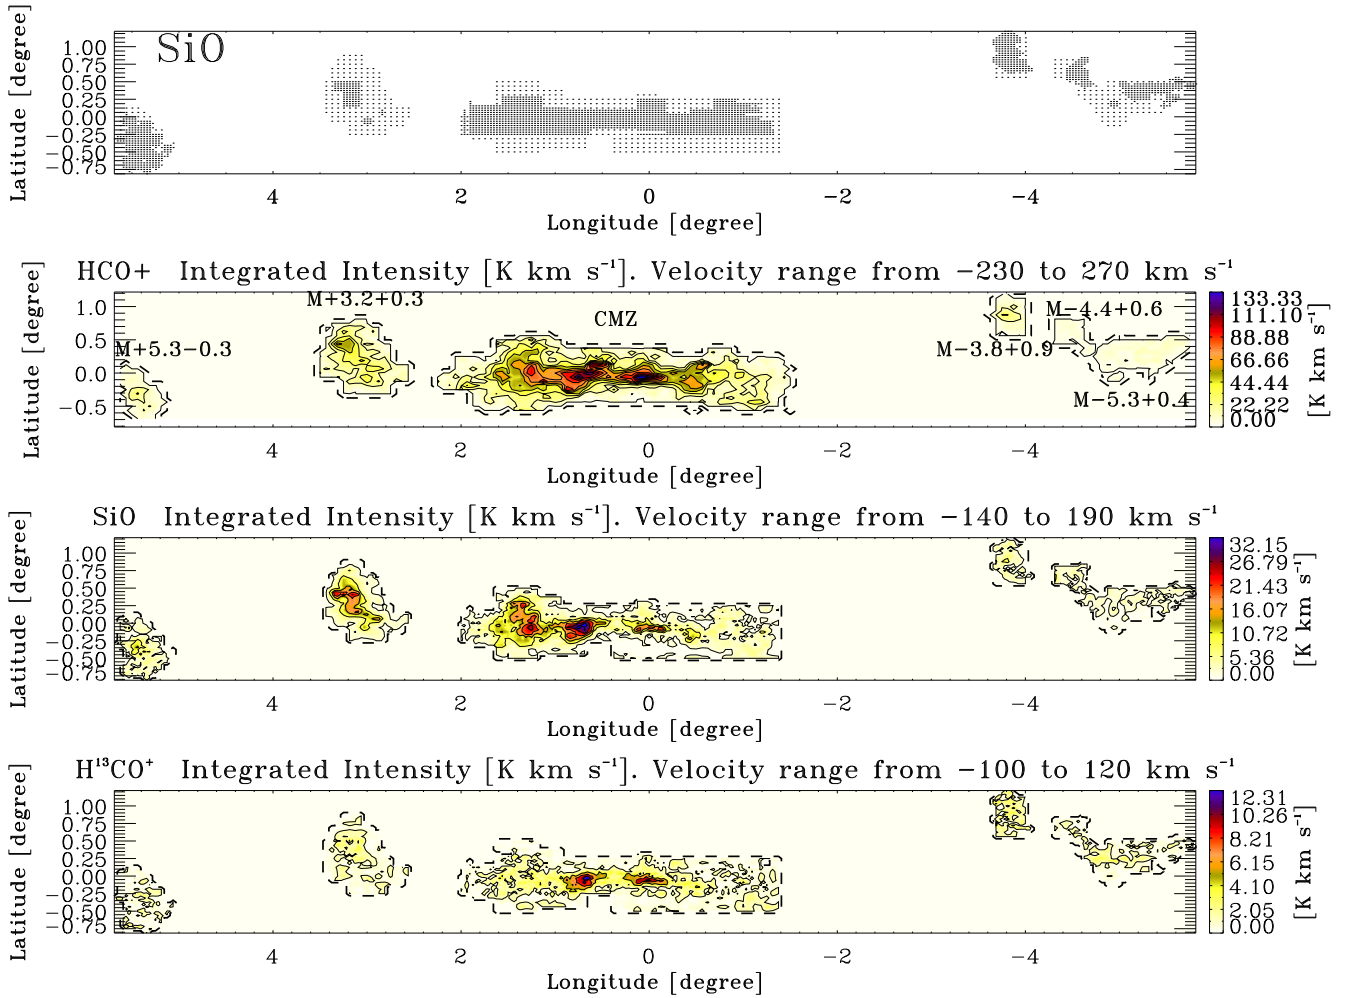 SiO
Latitude [degree]
1.00
0.75
0.50
0.25
0.00
−0.25
−0.50
−0.75
4 2 0 −2 −4
Longitude [degree]
HCO+ Integrated Intensity [K km s⁻¹]. Velocity range from −230 to 270 km s⁻¹
Latitude [degree]
1.0
0.5
0.0
−0.5
M+3.2+0.3
CMZ
M−4.4+0.6
M+5.3−0.3
M−3.8+0.9
M−5.3+0.4
133.33
111.10
88.88
66.66
44.44
22.22
0.00
[K km s⁻¹]
4 2 0 −2 −4
Longitude [degree]
SiO Integrated Intensity [K km s⁻¹]. Velocity range from −140 to 190 km s⁻¹
Latitude [degree]
1.00
0.75
0.50
0.25
0.00
−0.25
−0.50
−0.75
32.15
26.79
21.43
16.07
10.72
5.36
0.00
[K km s⁻¹]
4 2 0 −2 −4
Longitude [degree]
H¹³CO⁺ Integrated Intensity [K km s⁻¹]. Velocity range from −100 to 120 km s⁻¹
Latitude [degree]
1.00
0.75
0.50
0.25
0.00
−0.25
−0.50
−0.75
12.31
10.26
8.21
6.15
4.10
2.05
0.00
[K km s⁻¹]
4 2 0 −2 −4
Longitude [degree]